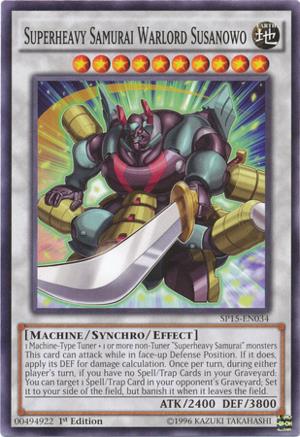 SUPERHEAVY SAMURAI WARLORD SUSANOWO
EARTH
地
SP15-EN034
[MACHINE/SYNCHRO/EFFECT]
1 Machine-Type Tuner + 1 or more non-Tuner "Superheavy Samurai" monsters
This card can attack while in face-up Defense Position. If it does,
apply its DEF for damage calculation. Once per turn, during either
player's turn, if you have no Spell/Trap Cards in your Graveyard:
You can target 1 Spell/Trap Card in your opponent's Graveyard; Set
it to your side of the field, but banish it when it leaves the field.
ATK/2400 DEF/3800
00494922 1st Edition ©1996 KAZUKI TAKAHASHI